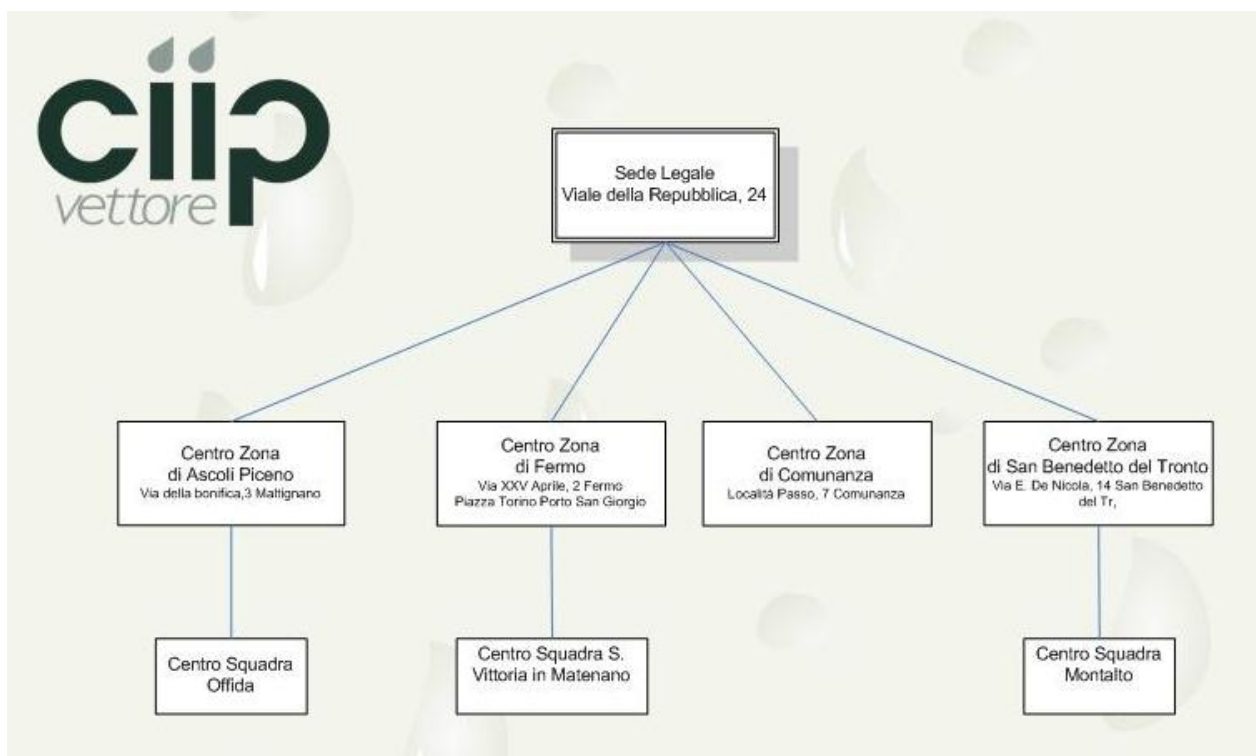 ciip
vettore
Sede Legale
Viale della Repubblica, 24
Centro Zona
di Ascoli Piceno
Via della bonifica,3 Maltignano
Centro Zona
di Fermo
Via XXV Aprile, 2 Fermo
Piazza Torino Porto San Giorgio
Centro Zona
di Comunanza
Località Passo, 7 Comunanza
Centro Zona
di San Benedetto del Tronto
Via E. De Nicola, 14 San Benedetto
del Tr,
Centro Squadra
Offida
Centro Squadra S.
Vittoria in Matenano
Centro Squadra
Montalto